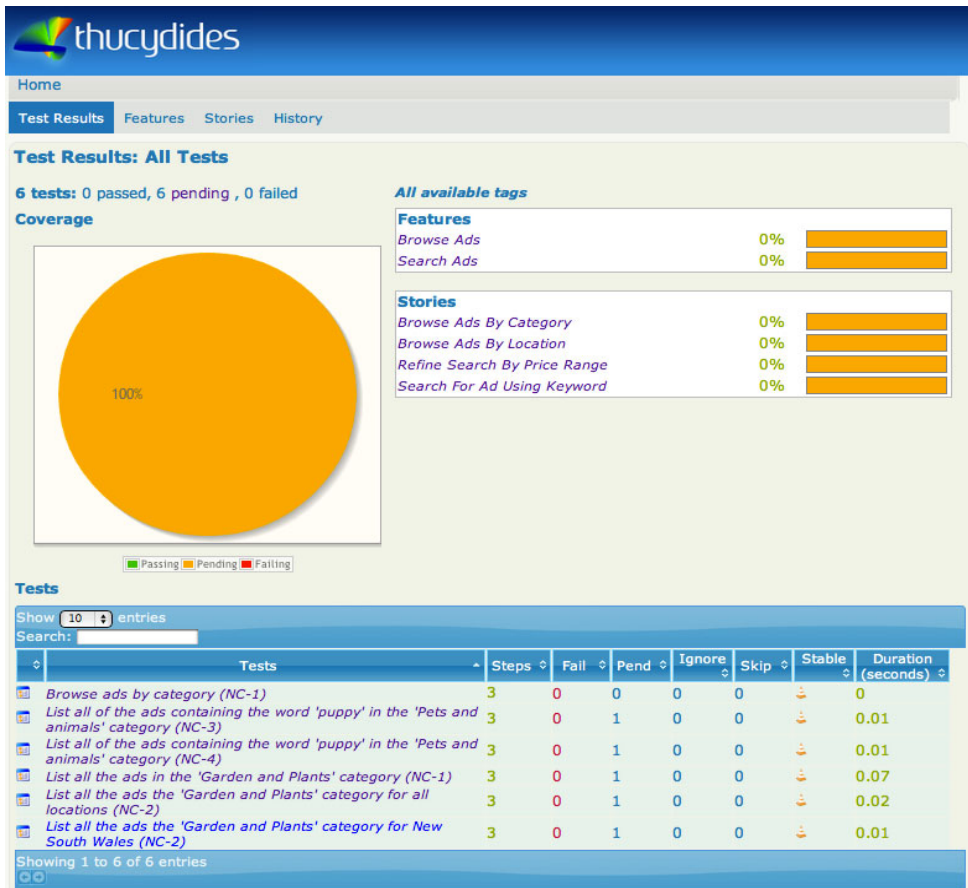 thucydides
Home
Test Results Features Stories History
Test Results: All Tests
6 tests: 0 passed, 6 pending , 0 failed
All available tags
Coverage
Features
Browse Ads 0%
Search Ads 0%
Stories
Browse Ads By Category 0%
Browse Ads By Location 0%
Refine Search By Price Range 0%
Search For Ad Using Keyword 0%
100%
Passing Pending Failing
Tests
Show 10 entries
Search:
Tests Steps Fail Pend Ignore Skip Stable Duration
(seconds)
Browse ads by category (NC-1) 3 0 0 0 0 0
List all of the ads containing the word 'puppy' in the 'Pets and
animals' category (NC-3) 3 0 1 0 0 0.01
List all of the ads containing the word 'puppy' in the 'Pets and
animals' category (NC-4) 3 0 1 0 0 0.01
List all the ads in the 'Garden and Plants' category (NC-1) 3 0 1 0 0 0.07
List all the ads the 'Garden and Plants' category for all
locations (NC-2) 3 0 1 0 0 0.02
List all the ads the 'Garden and Plants' category for New
South Wales (NC-2) 3 0 1 0 0 0.01
Showing 1 to 6 of 6 entries